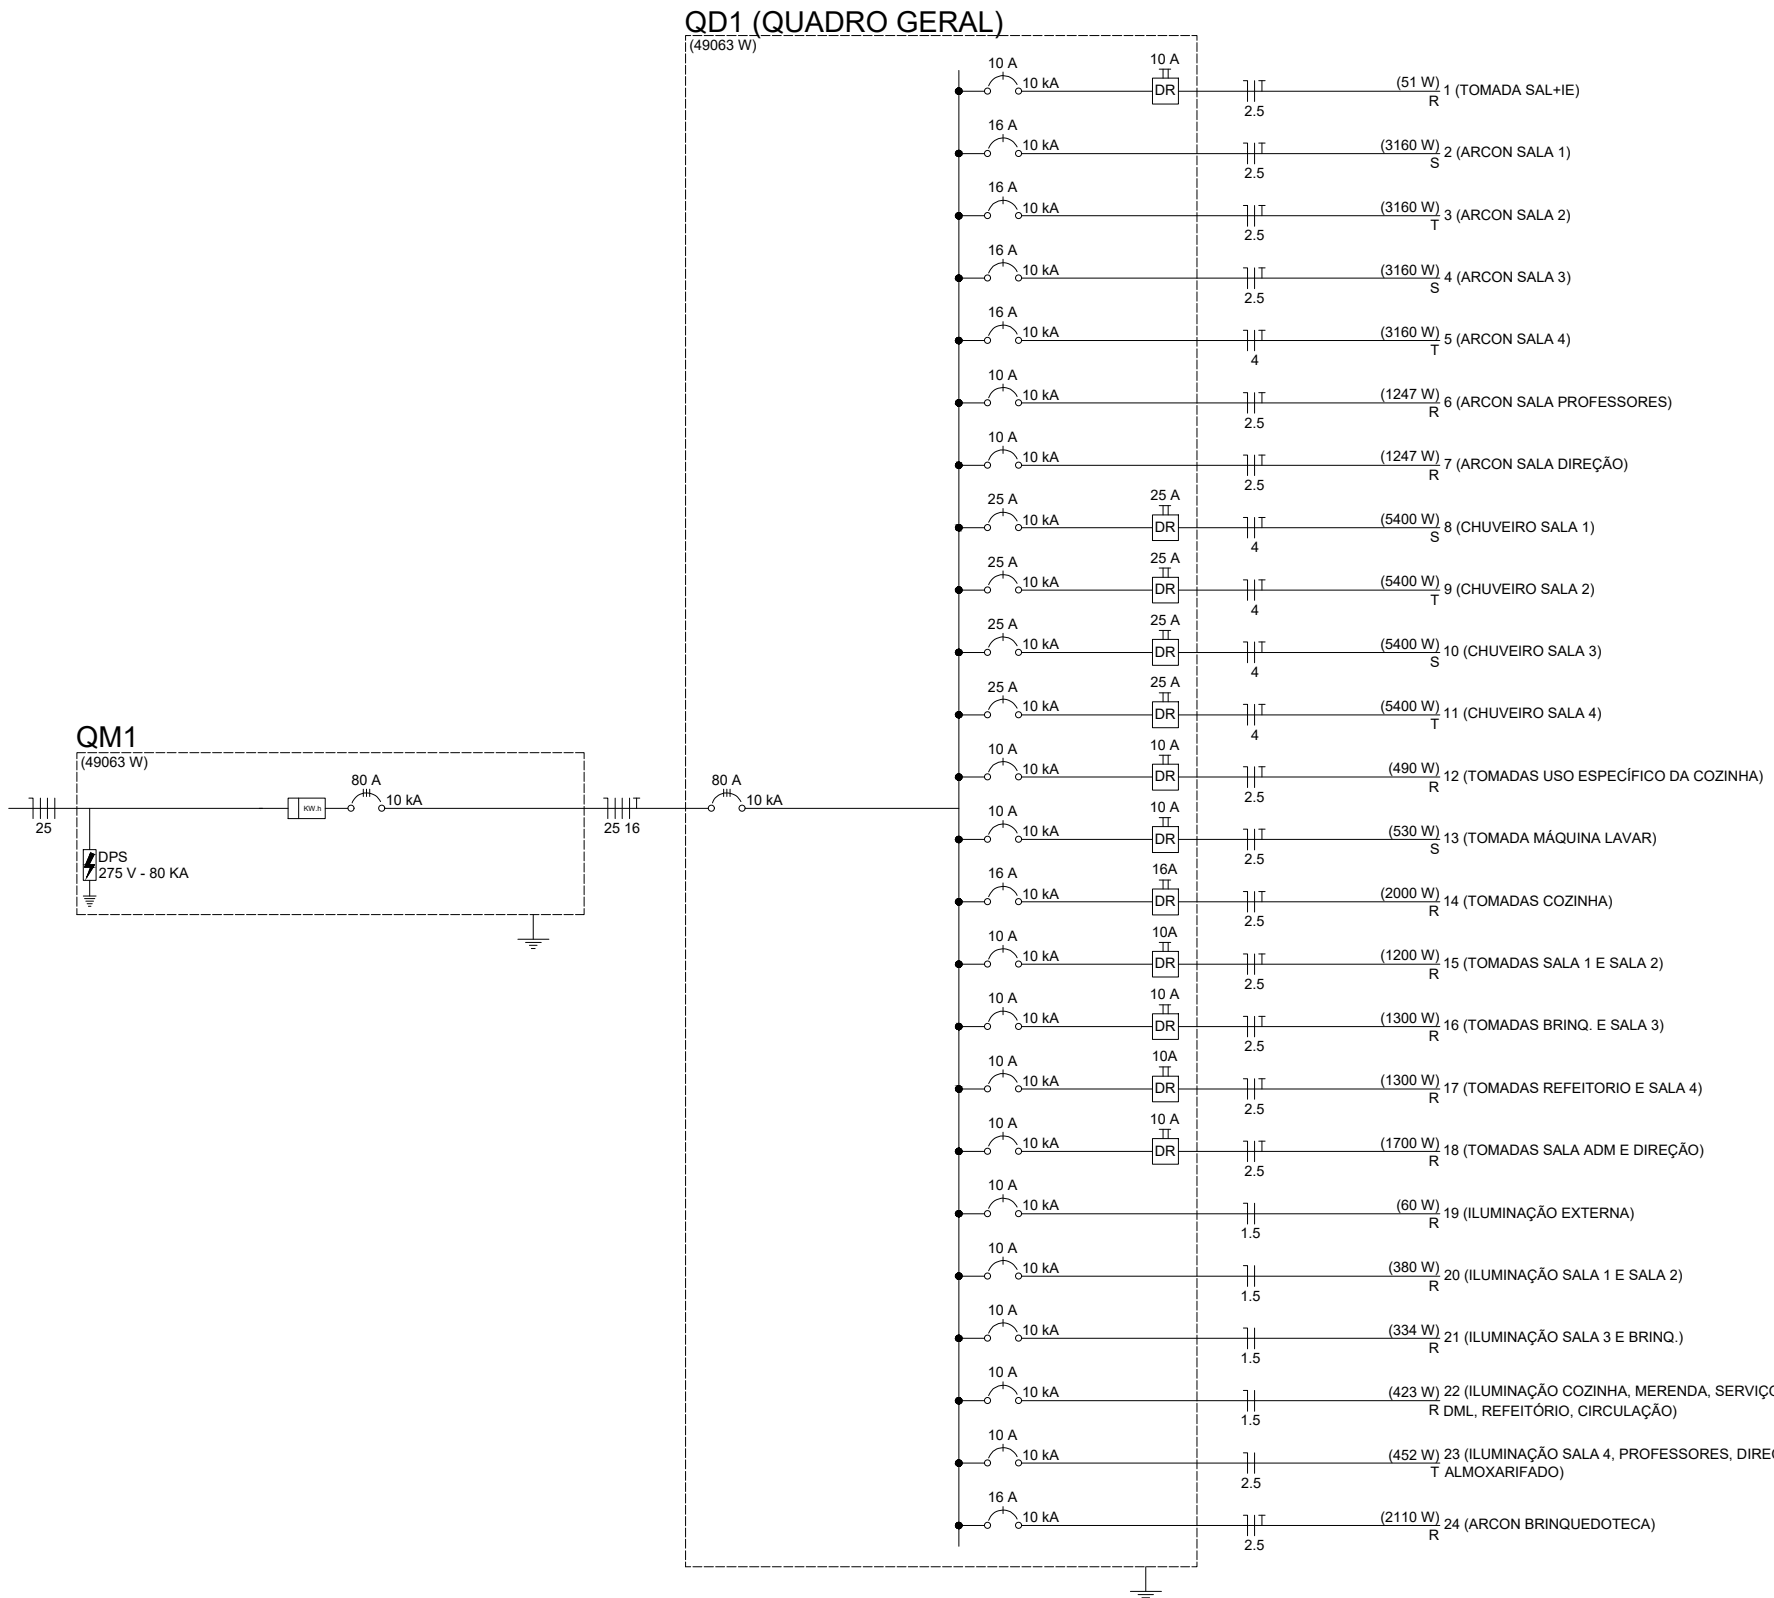 QD1 (QUADRO GERAL)
(49063 W)
10 A
10 kA
10 A
DR
T
2.5
(51 W)
R
1 (TOMADA SAL+IE)
16 A
10 kA
T
2.5
(3160 W)
S
2 (ARCON SALA 1)
16 A
10 kA
T
2.5
(3160 W)
T
3 (ARCON SALA 2)
16 A
10 kA
T
2.5
(3160 W)
S
4 (ARCON SALA 3)
16 A
10 kA
T
4
(3160 W)
T
5 (ARCON SALA 4)
10 A
10 kA
T
2.5
(1247 W)
R
6 (ARCON SALA PROFESSORES)
10 A
10 kA
T
2.5
(1247 W)
R
7 (ARCON SALA DIREÇÃO)
25 A
10 kA
25 A
DR
T
4
(5400 W)
S
8 (CHUVEIRO SALA 1)
25 A
10 kA
25 A
DR
T
4
(5400 W)
T
9 (CHUVEIRO SALA 2)
25 A
10 kA
25 A
DR
T
4
(5400 W)
S
10 (CHUVEIRO SALA 3)
25 A
10 kA
25 A
DR
T
4
(5400 W)
T
11 (CHUVEIRO SALA 4)
QM1
(49063 W)
25
KW.h
80 A
10 kA
DPS
275 V - 80 KA
T
25 16
80 A
10 kA
10 A
10 kA
10 A
DR
T
2.5
(490 W)
R
12 (TOMADAS USO ESPECÍFICO DA COZINHA)
10 A
10 kA
10 A
DR
T
2.5
(530 W)
S
13 (TOMADA MÁQUINA LAVAR)
16 A
10 kA
16A
DR
T
2.5
(2000 W)
R
14 (TOMADAS COZINHA)
10 A
10 kA
10A
DR
T
2.5
(1200 W)
R
15 (TOMADAS SALA 1 E SALA 2)
10 A
10 kA
10 A
DR
T
2.5
(1300 W)
R
16 (TOMADAS BRINQ. E SALA 3)
10 A
10 kA
10A
DR
T
2.5
(1300 W)
R
17 (TOMADAS REFEITORIO E SALA 4)
10 A
10 kA
10 A
DR
T
2.5
(1700 W)
R
18 (TOMADAS SALA ADM E DIREÇÃO)
10 A
10 kA
1.5
(60 W)
R
19 (ILUMINAÇÃO EXTERNA)
10 A
10 kA
1.5
(380 W)
R
20 (ILUMINAÇÃO SALA 1 E SALA 2)
10 A
10 kA
1.5
(334 W)
R
21 (ILUMINAÇÃO SALA 3 E BRINQ.)
10 A
10 kA
1.5
(423 W)
R
22 (ILUMINAÇÃO COZINHA, MERENDA,
DML, REFEITÓRIO, CIRCULAÇÃO)
10 A
10 kA
2.5
(452 W)
T
23 (ILUMINAÇÃO SALA 4, PROFESSORES,
ALMOXARIFADO)
16 A
10 kA
T
2.5
(2110 W)
R
24 (ARCON BRINQUEDOTECA)